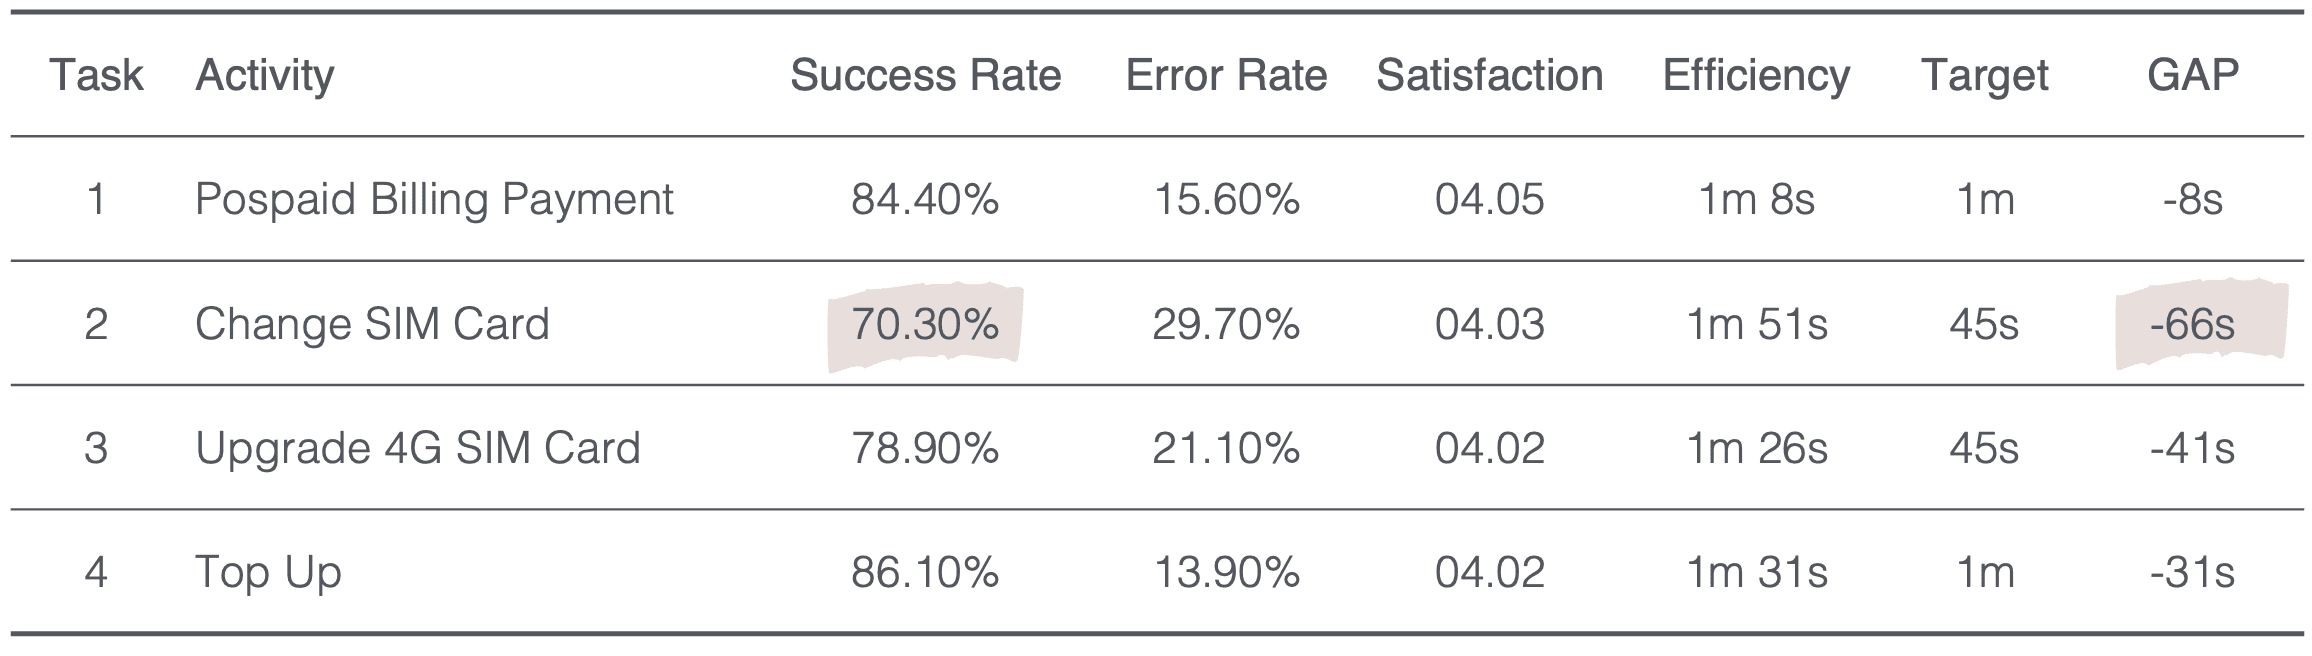 Task Activity Success Rate Error Rate Satisfaction Efficiency Target GAP
1 Pospaid Billing Payment 84.40% 15.60% 04.05 1m 8s 1m -8s
2 Change SIM Card 70.30% 29.70% 04.03 1m 51s 45s -66s
3 Upgrade 4G SIM Card 78.90% 21.10% 04.02 1m 26s 45s -41s
4 Top Up 86.10% 13.90% 04.02 1m 31s 1m -31s